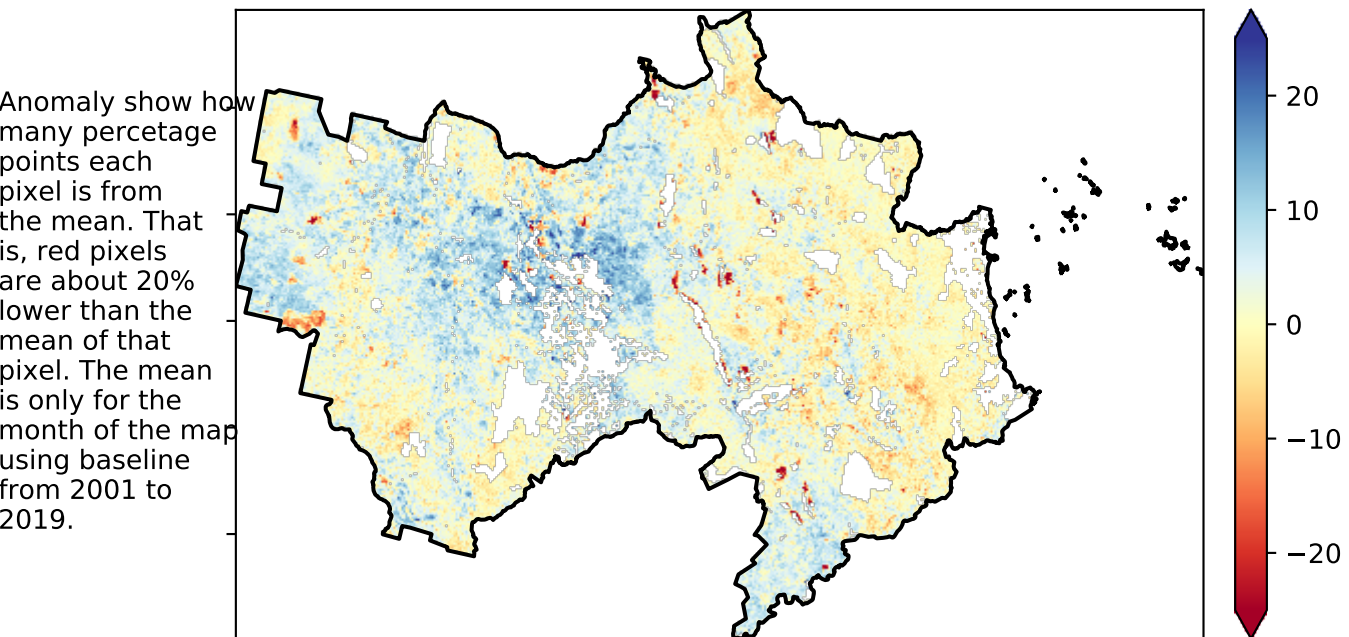 Anomaly show how
many percetage
points each
pixel is from
the mean. That
is, red pixels
are about 20%
lower than the
mean of that
pixel. The mean
is only for the
month of the map
using baseline
from 2001 to
2019.
20
10
0
−10
−20